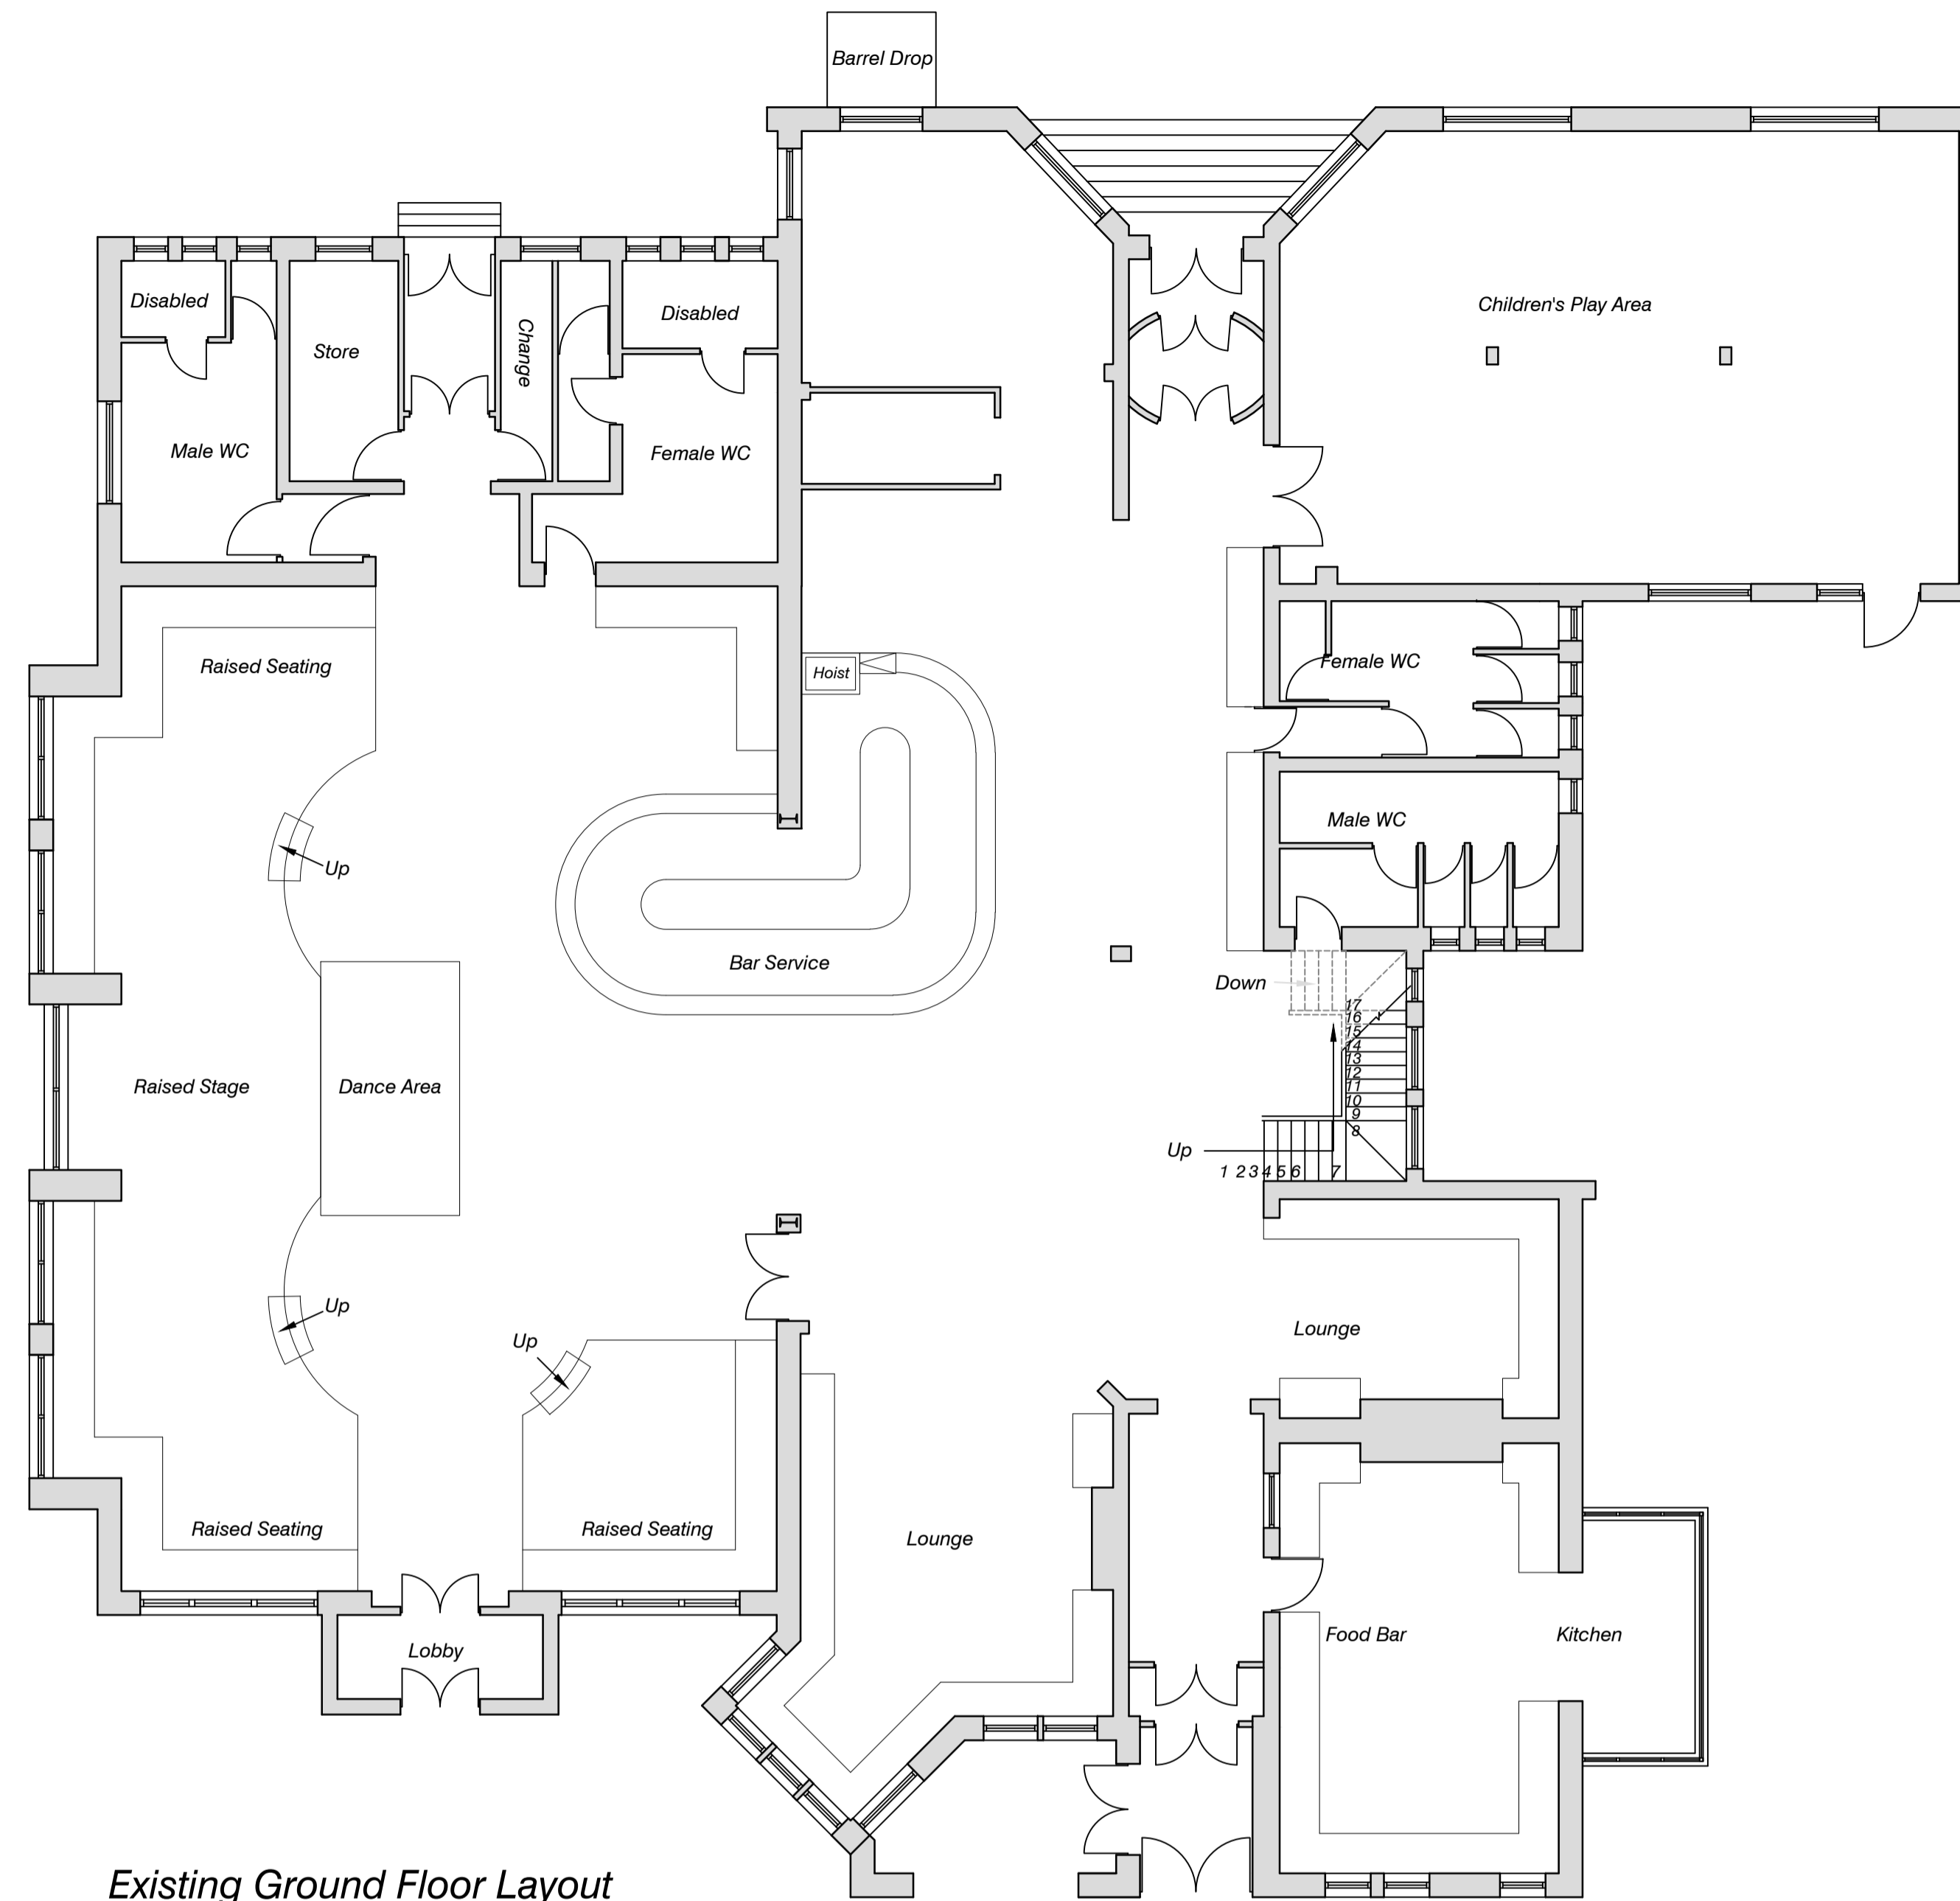 Barrel Drop
Disabled
Store
Change
Disabled
Children's Play Area
Male WC
Female WC
Raised Seating
Hoist
Female WC
Male WC
Up
Bar Service
Down
17
16
15
14
13
12
11
10
9
8
Raised Stage
Dance Area
Up
1 2 3 4 5 6 7
Up
Up
Lounge
Raised Seating
Raised Seating
Lounge
Lobby
Food Bar
Kitchen
Existing Ground Floor Layout